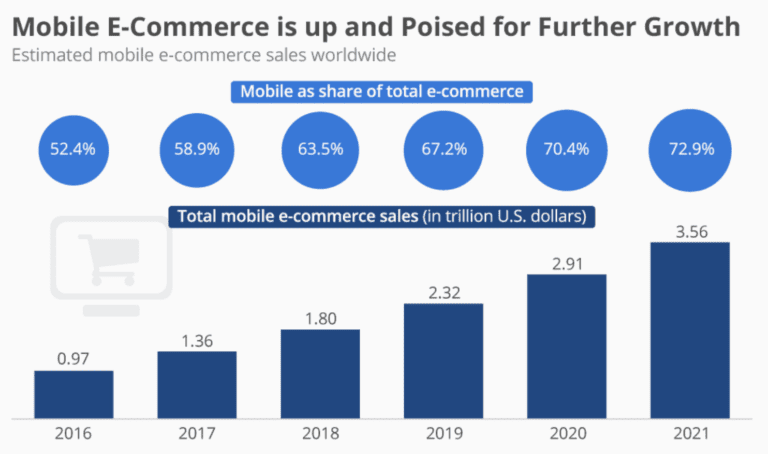 Mobile E-Commerce is up and Poised for Further Growth
Estimated mobile e-commerce sales worldwide
Mobile as share of total e-commerce
52.4% 58.9% 63.5% 67.2% 70.4% 72.9%
Total mobile e-commerce sales (in trillion U.S. dollars)
3.56
2.91
2.32
1.80
1.36
0.97
2016 2017 2018 2019 2020 2021